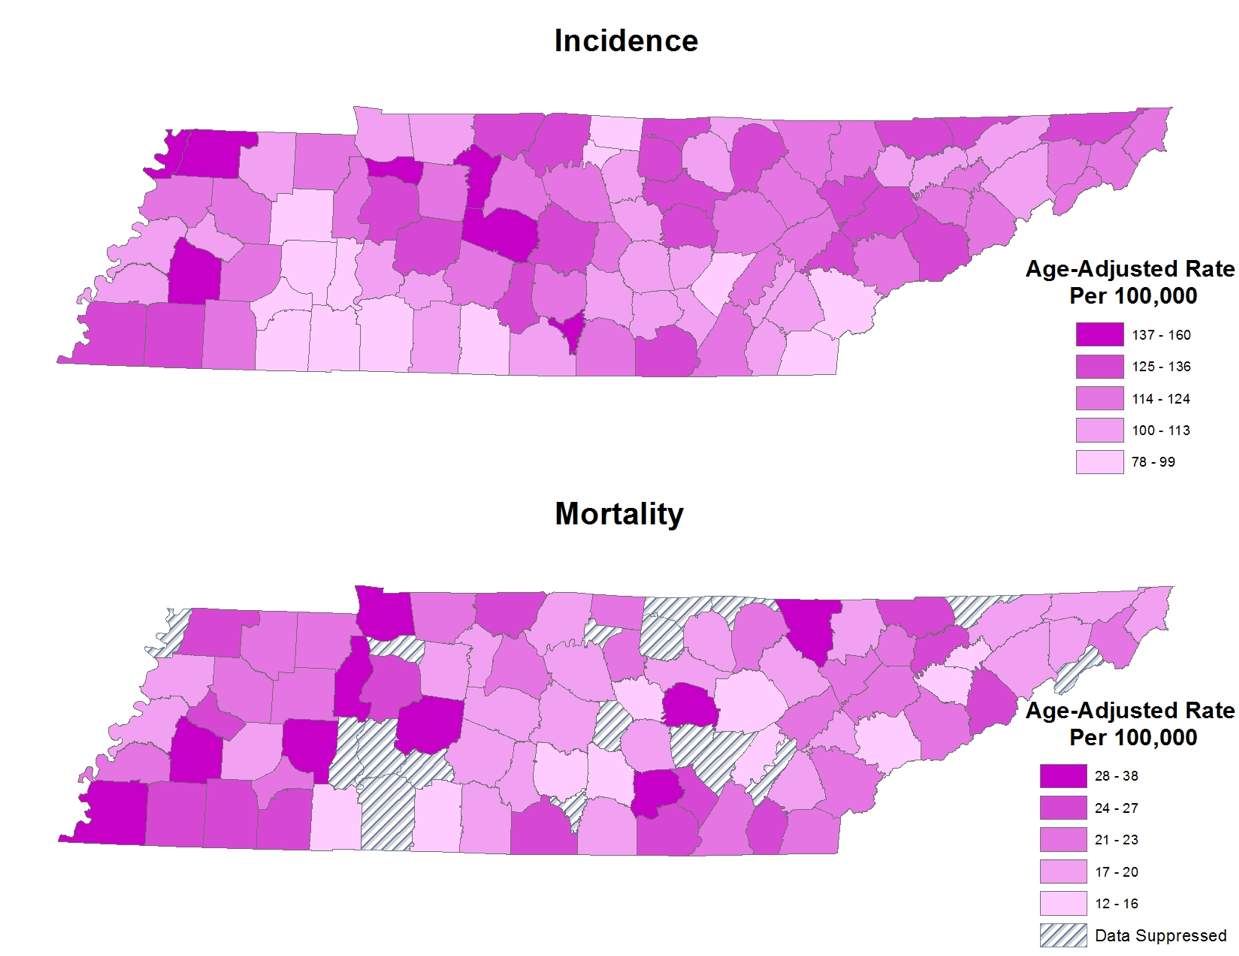 Incidence
Age-Adjusted Rate
Per 100,000
137 - 160
125 - 136
114 - 124
100 - 113
78 - 99
Mortality
Age-Adjusted Rate
Per 100,000
28 - 38
24 - 27
21 - 23
17 - 20
12 - 16
Data Suppressed